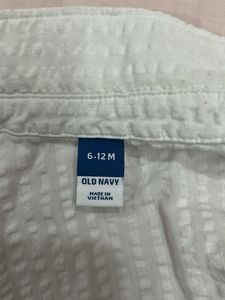 6-12 M
OLD NAVY
MADE IN
VIETNAM